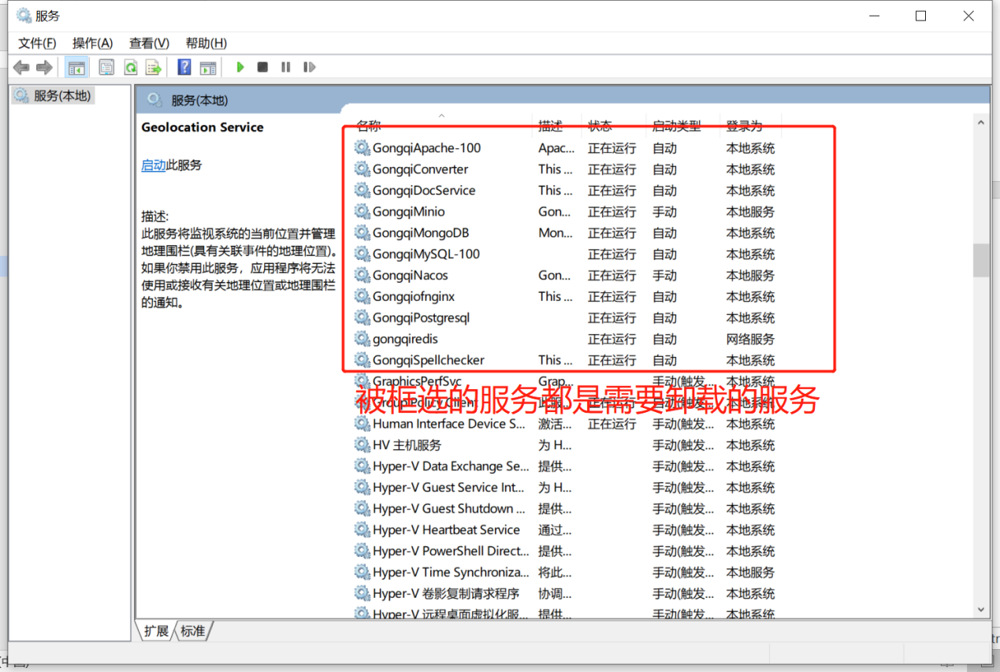 服务
文件(F) 操作(A) 查看(V) 帮助(H)
服务(本地)
服务(本地)
Geolocation Service
启动此服务
描述:
此服务将监视系统的当前位置并管理
地理围栏(具有关联事件的地理位置)。
如果你禁用此服务，应用程序将无法
使用或接收有关地理位置或地理围栏
的通知。
名称 描述 状态 启动类型 登录为
GongqiApache-100 Apac... 正在运行 自动 本地系统
GongqiConverter This ... 正在运行 自动 本地系统
GongqiDocService This ... 正在运行 自动 本地系统
GongqiMinio Gon... 正在运行 手动 本地服务
GongqiMongoDB Mon... 正在运行 自动 本地系统
GongqiMySQL-100 正在运行 自动 本地系统
GongqiNacos Gon... 正在运行 手动 本地服务
Gongqiofnginx This ... 正在运行 自动 本地系统
GongqiPostgresql 正在运行 自动 本地系统
gongqiredis 正在运行 自动 网络服务
GongqiSpellchecker This ... 正在运行 自动 本地系统
GraphicsPerfSvc Grap... 手动(触发... 本地系统
被框选的服务都是需要卸载的服务
Group Policy Client 此服... 正在运行 自动(触发... 本地系统
Human Interface Device S... 激活... 正在运行 手动(触发... 本地系统
HV 主机服务 为 H... 手动(触发... 本地系统
Hyper-V Data Exchange Se... 提供... 手动(触发... 本地系统
Hyper-V Guest Service Int... 为 H... 手动(触发... 本地系统
Hyper-V Guest Shutdown ... 提供... 手动(触发... 本地系统
Hyper-V Heartbeat Service 通过... 手动(触发... 本地系统
Hyper-V PowerShell Direct... 提供... 手动(触发... 本地系统
Hyper-V Time Synchroniza... 将此... 手动(触发... 本地服务
Hyper-V 卷影复制请求程序 协调... 手动(触发... 本地系统
Hyper-V 远程桌面虚拟化服... 提供... 手动(触发... 本地系统
扩展 标准